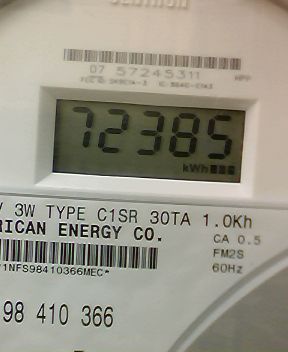 07 57245311
72385
kWh
V 3W TYPE C1SR 30TA 1.0Kh
RICAN ENERGY CO.
CA 0.5
FM2S
60Hz
1NFS98410366MEC*
98 410 366